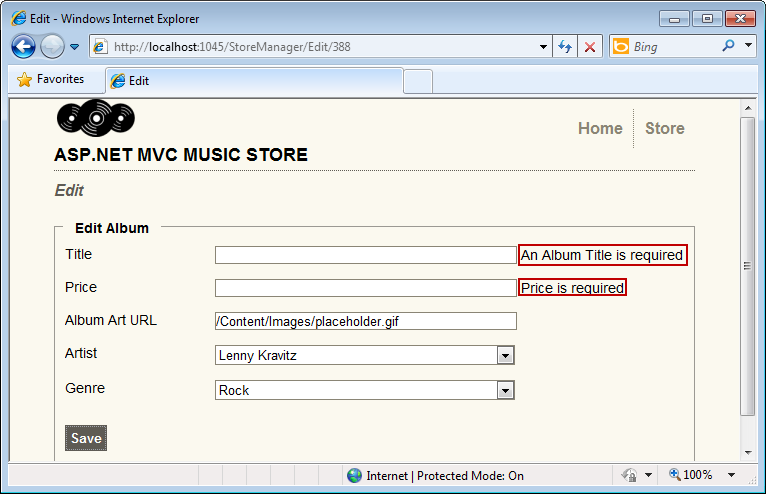 Edit - Windows Internet Explorer
http://localhost:1045/StoreManager/Edit/388
Bing
Favorites
Edit
Home
Store
ASP.NET MVC MUSIC STORE
Edit
Edit Album
Title
An Album Title is required
Price
Price is required
Album Art URL
/Content/Images/placeholder.gif
Artist
Lenny Kravitz
Genre
Rock
Save
Internet | Protected Mode: On
100%